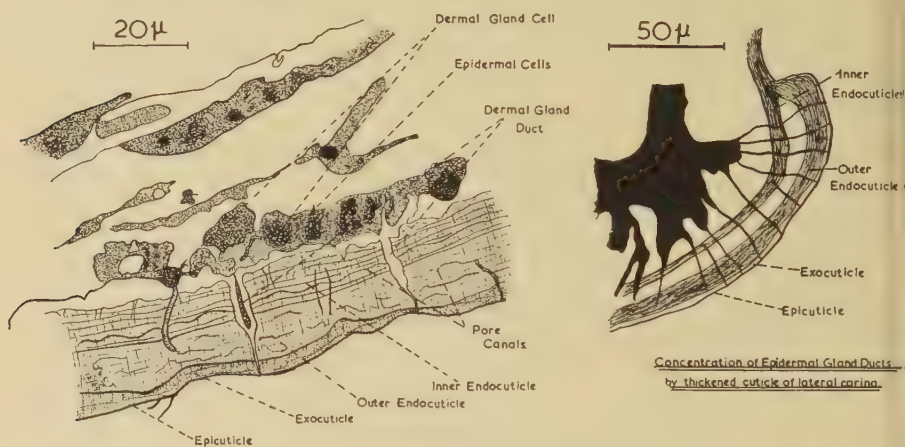 20μ
Dermal Gland Cell
Epidermal Cells
Dermal Gland
Duct
Pore
Canals
Inner Endocuticle
Outer Endocuticle
Exocuticle
Epicuticle
50μ
Inner
Endocuticle
Outer
Endocuticle
Exocuticle
Epicuticle
Concentration of Epidermal Gland Ducts
by thickened cuticle of lateral carina